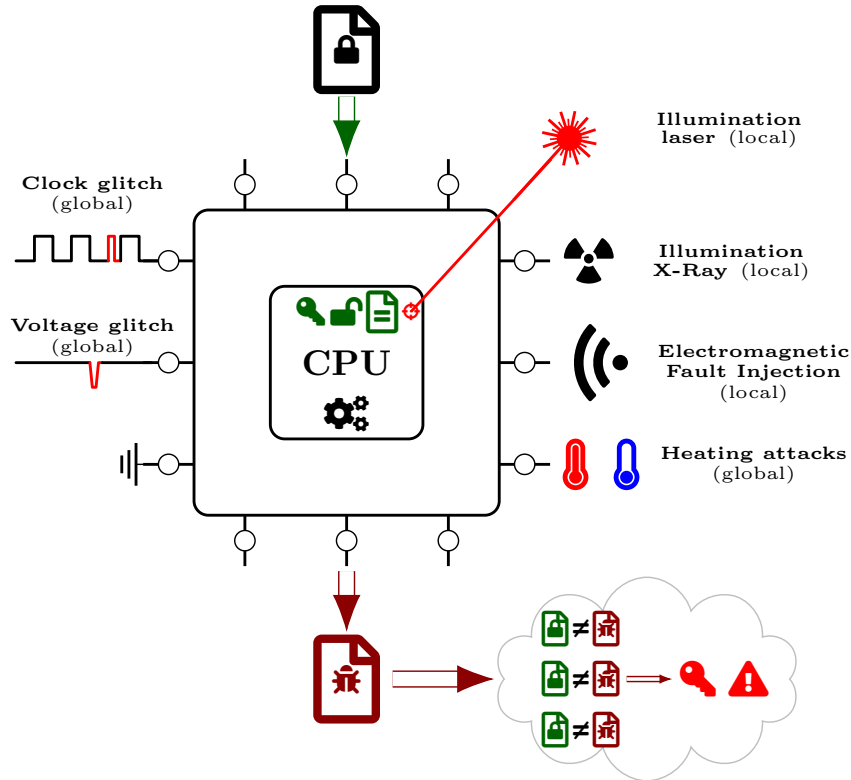 Illumination
laser (local)
Clock glitch
(global)
Illumination
X-Ray (local)
Voltage glitch
(global)
CPU
Electromagnetic
Fault Injection
(local)
Heating attacks
(global)
≠
≠
≠